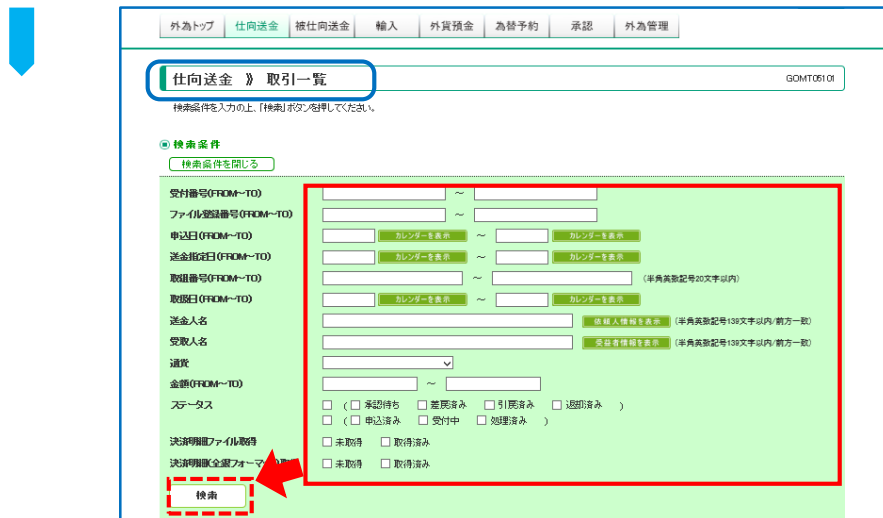 外為トップ 仕向送金 被仕向送金 輸入 外貨預金 為替予約 承認 外為管理
仕向送金 》 取引一覧 GOMT05101
検索条件を入力の上、「検索」ボタンを押してください。
検索条件
検索条件を閉じる
受付番号(FROM～TO) ～
ファイル登録番号(FROM～TO) ～
申込日(FROM～TO) カレンダーを表示 ～ カレンダーを表示
送金指定日(FROM～TO) カレンダーを表示 ～ カレンダーを表示
取組番号(FROM～TO) ～ (半角英数記号20文字以内)
取扱日(FROM～TO) カレンダーを表示 ～ カレンダーを表示
送金人名 依頼人情報を表示 (半角英数記号139文字以内/前方一致)
受取人名 受益者情報を表示 (半角英数記号139文字以内/前方一致)
通貨
金額(FROM～TO) ～
ステータス ( 承認待ち 差戻済み 引戻済み 返却済み )
( 申込済み 受付中 処理済み )
決済明細ファイル取得 未取得 取得済み
決済明細(全銀フォーマット) 未取得 取得済み
検索